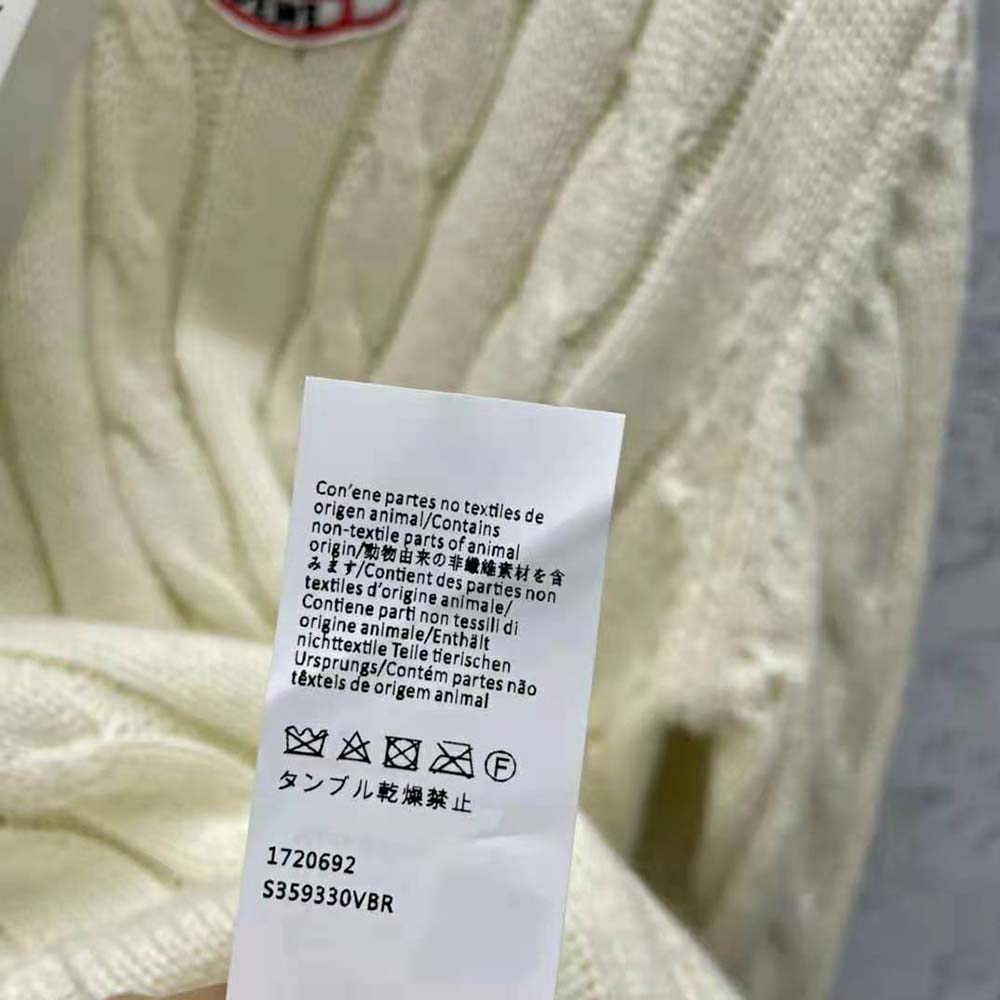 Con'ene partes no textiles de
origen animal/Contains
non-textile parts of animal
origin/動物由来の非繊維素材を含
みます/Contient des parties non
textiles d'origine animale/
Contiene parti non tessili di
origine animale/Enthält
nichttextile Teile tierischen
Ursprungs/Contém partes não
têxteis de origem animal
F
タンブル乾燥禁止
1720692
S359330VBR